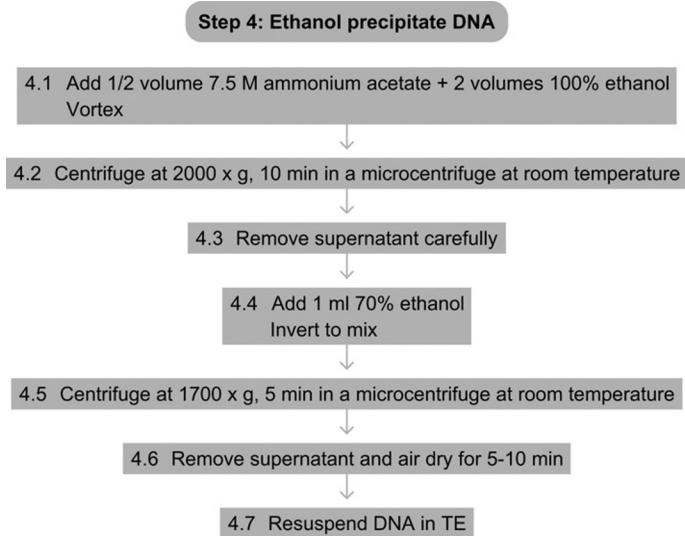 Step 4: Ethanol precipitate DNA
4.1 Add 1/2 volume 7.5 M ammonium acetate + 2 volumes 100% ethanol
Vortex
4.2 Centrifuge at 2000 x g, 10 min in a microcentrifuge at room temperature
4.3 Remove supernatant carefully
4.4 Add 1 ml 70% ethanol
Invert to mix
4.5 Centrifuge at 1700 x g, 5 min in a microcentrifuge at room temperature
4.6 Remove supernatant and air dry for 5-10 min
4.7 Resuspend DNA in TE